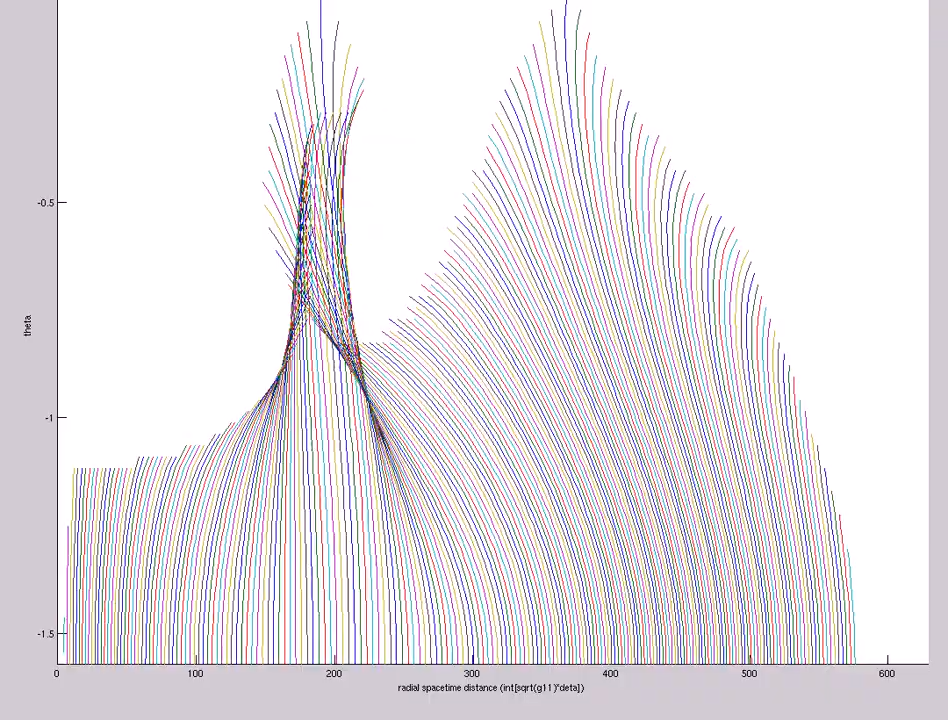 -0.5
theta
-1
-1.5
0 100 200 300 400 500 600
radial spacetime distance (int[sqrt(g11)*deta])